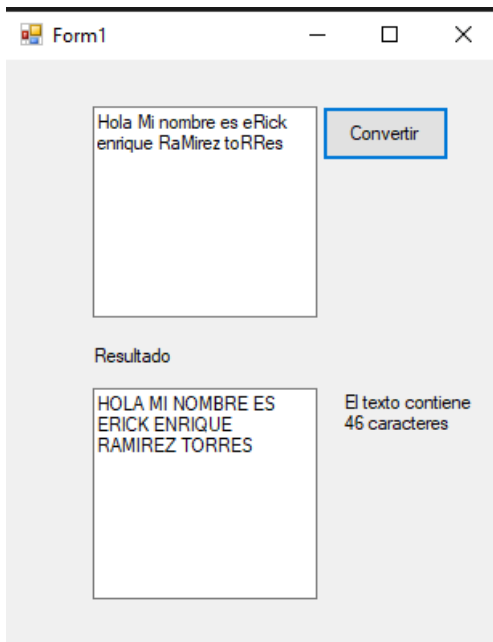 Form1
Hola Mi nombre es eRick
enrique RaMirez toRRes
Convertir
Resultado
HOLA MI NOMBRE ES
ERICK ENRIQUE
RAMIREZ TORRES
El texto contiene
46 caracteres